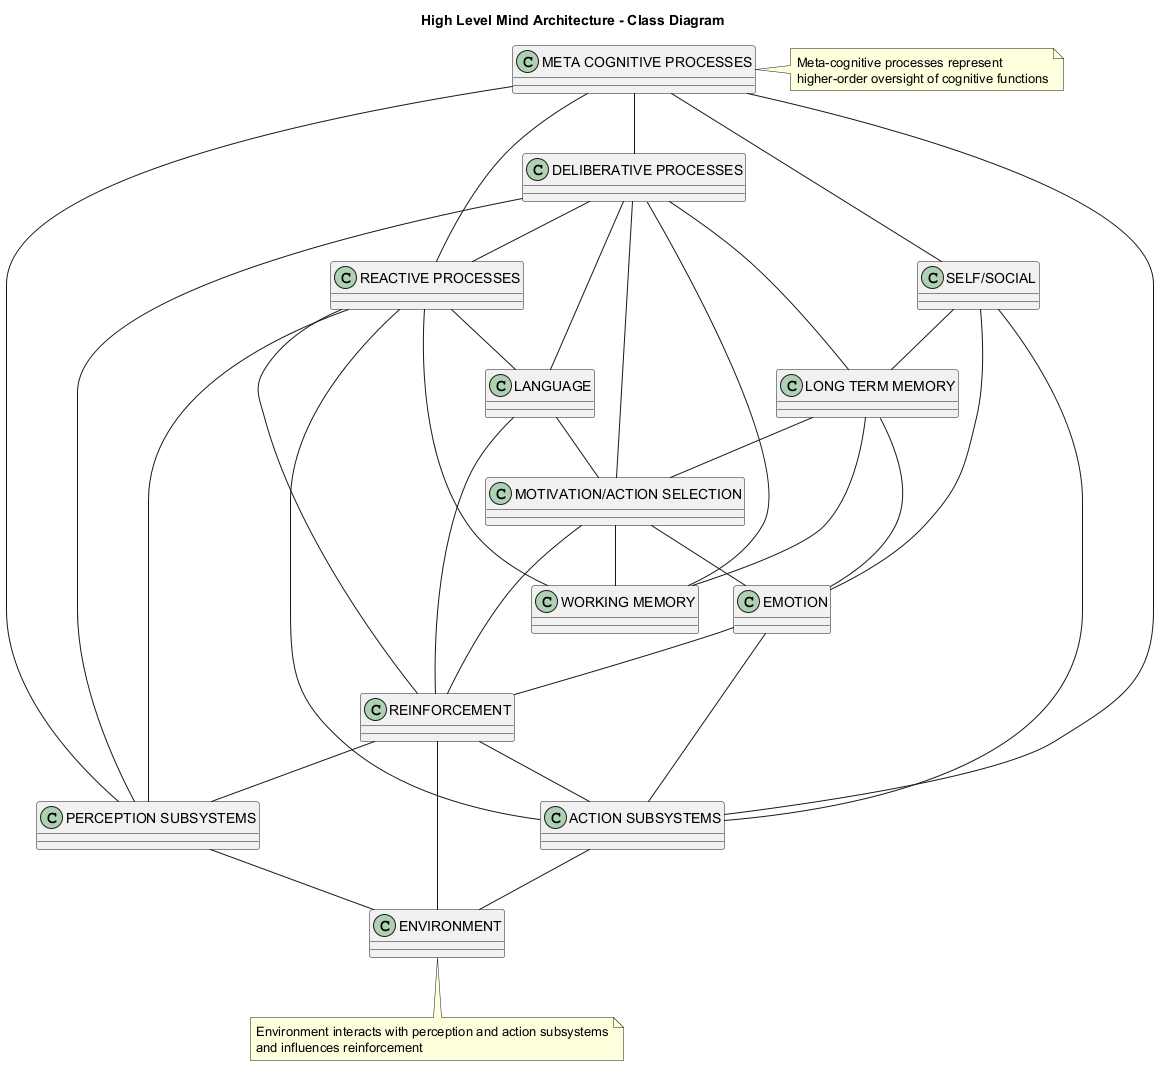 High Level Mind Architecture - Class Diagram
C META COGNITIVE PROCESSES
Meta-cognitive processes represent
higher-order oversight of cognitive functions
C DELIBERATIVE PROCESSES
C REACTIVE PROCESSES
C SELF/SOCIAL
C LANGUAGE
C LONG TERM MEMORY
C MOTIVATION/ACTION SELECTION
C WORKING MEMORY
C EMOTION
C REINFORCEMENT
C PERCEPTION SUBSYSTEMS
C ACTION SUBSYSTEMS
C ENVIRONMENT
Environment interacts with perception and action subsystems
and influences reinforcement